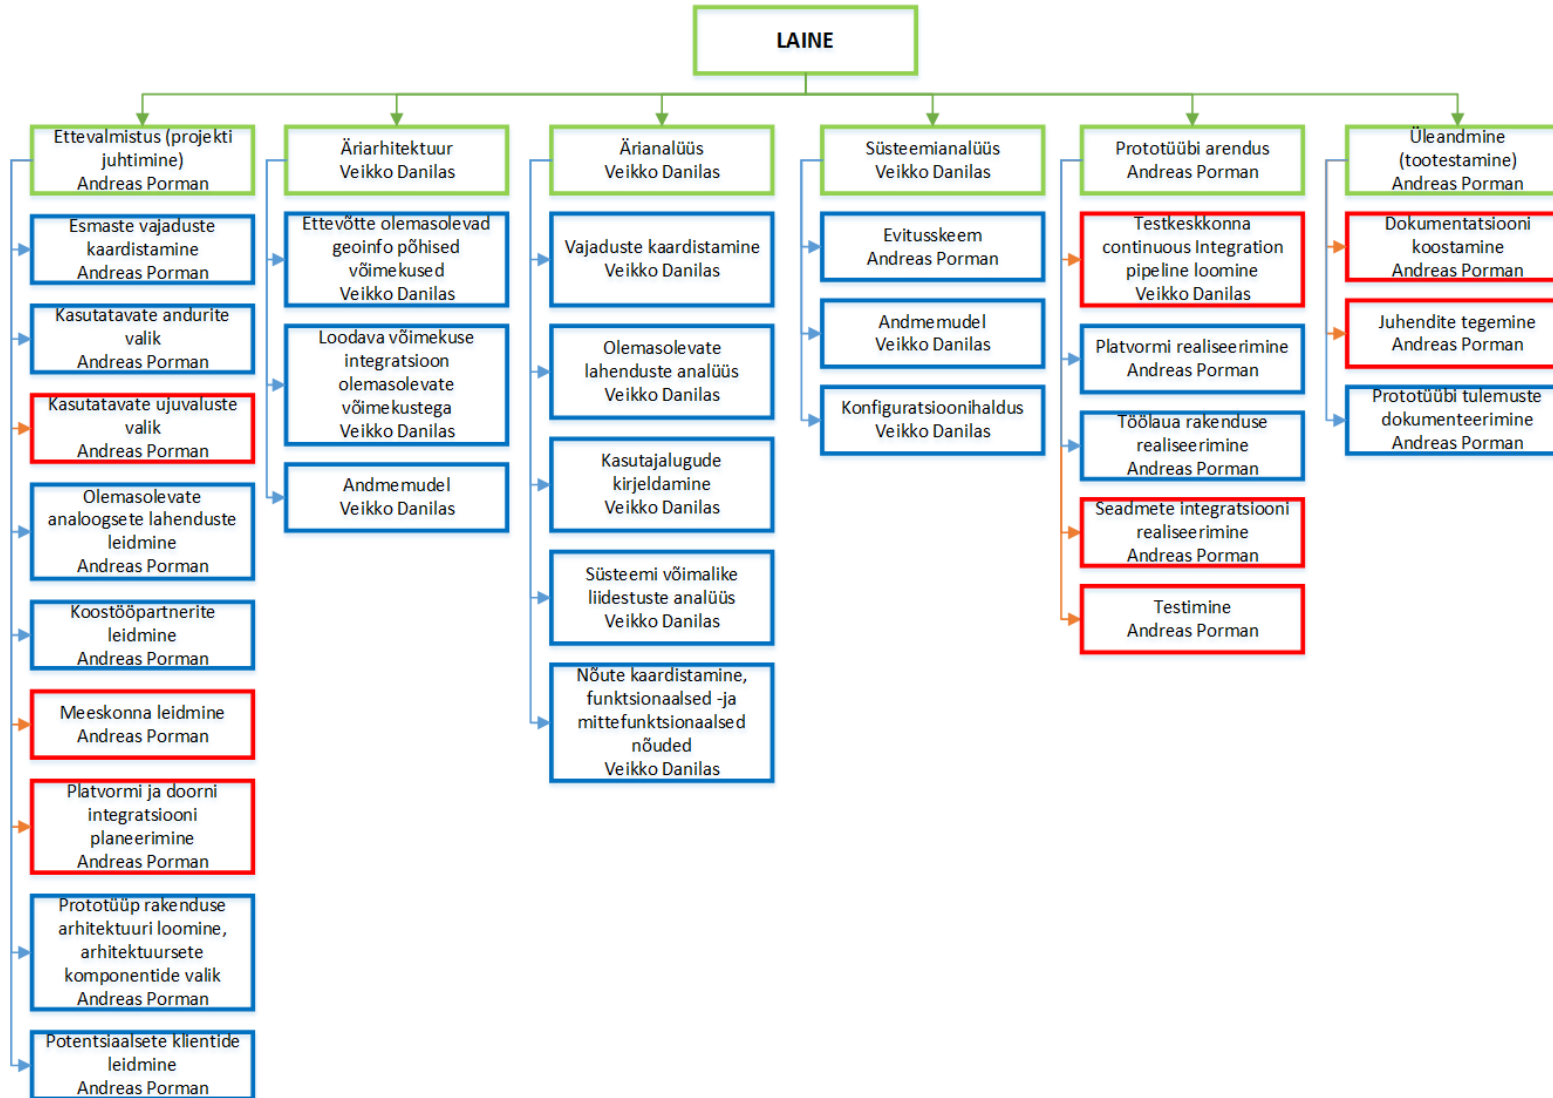 LAINE
Ettevalmistus (projekti
juhtimine)
Andreas Porman
Esmaste vajaduste
kaardistamine
Andreas Porman
Kasutatavate andurite
valik
Andreas Porman
Kasutatavate ujuvaluste
valik
Andreas Porman
Olemasolevate
analoogsete lahenduste
leidmine
Andreas Porman
Koostööpartnerite
leidmine
Andreas Porman
Meeskonna leidmine
Andreas Porman
Platvormi ja doorni
integratsiooni
planeerimine
Andreas Porman
Prototüüp rakenduse
arhitektuuri loomine,
arhitektuursete
komponentide valik
Andreas Porman
Potentsiaalsete klientide
leidmine
Andreas Porman
Äriarhitektuur
Veikko Danilas
Ettevõtte olemasolevad
geoinfo põhised
võimekused
Veikko Danilas
Loodava võimekuse
integratsioon
olemasolevate
võimekustega
Veikko Danilas
Andmemudel
Veikko Danilas
Ärianalüüs
Veikko Danilas
Vajaduste kaardistamine
Veikko Danilas
Olemasolevate
lahenduste analüüs
Veikko Danilas
Kasutajalugude
kirjeldamine
Veikko Danilas
Süsteemi võimalike
liidestuste analüüs
Veikko Danilas
Nõute kaardistamine,
funktsionaalsed -ja
mittefunktsionaalsed
nõuded
Veikko Danilas
Süsteemianalüüs
Veikko Danilas
Evitusskeem
Andreas Porman
Andmemudel
Veikko Danilas
Konfiguratsioonihaldus
Veikko Danilas
Prototüübi arendus
Andreas Porman
Testkeskkonna
continuous Integration
pipeline loomine
Veikko Danilas
Platvormi realiseerimine
Andreas Porman
Töölaua rakenduse
realiseerimine
Andreas Porman
Seadmete integratsiooni
realiseerimine
Andreas Porman
Testimine
Andreas Porman
Üleandmine
(tootestamine)
Andreas Porman
Dokumentatsiooni
koostamine
Andreas Porman
Juhendite tegemine
Andreas Porman
Prototüübi tulemuste
dokumenteerimine
Andreas Porman